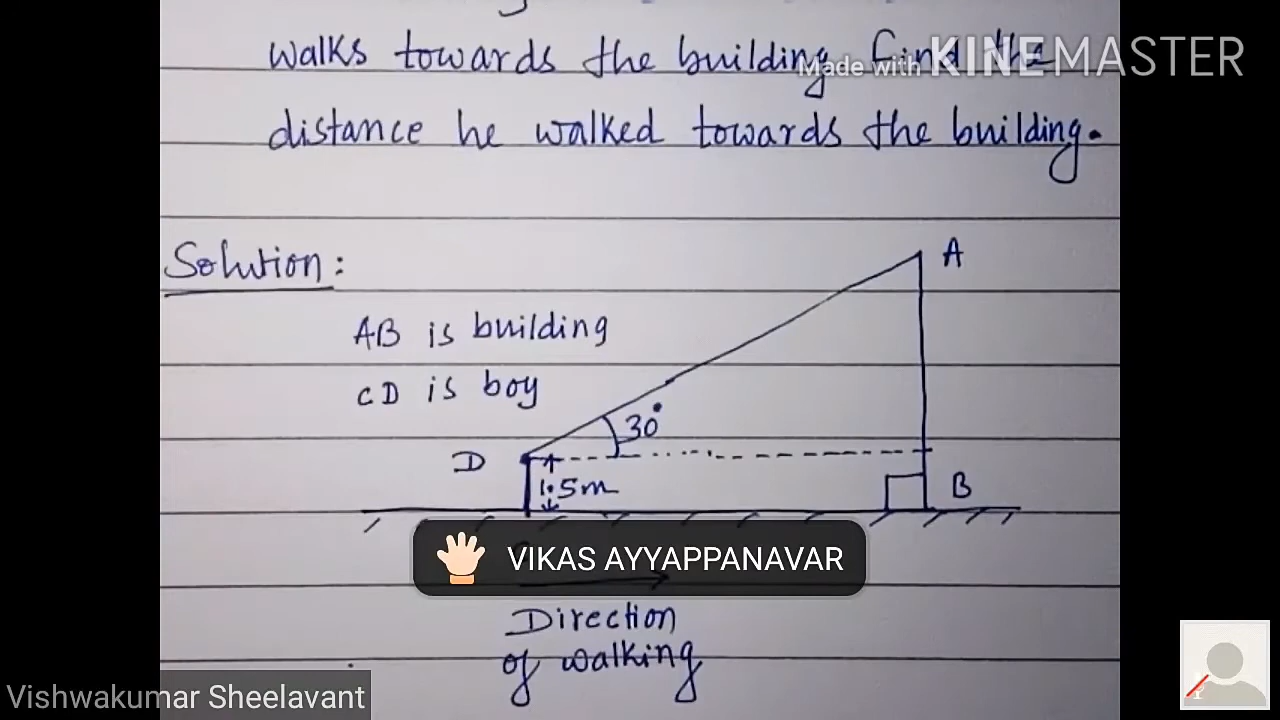 walks towards the building find the
Made with KINEMASTER
distance he walked towards the building.
Solution:
A
AB is building
CD is boy
30°
D
1.5m
B
VIKAS AYYAPPANAVAR
Direction
of walking
Vishwakumar Sheelavant